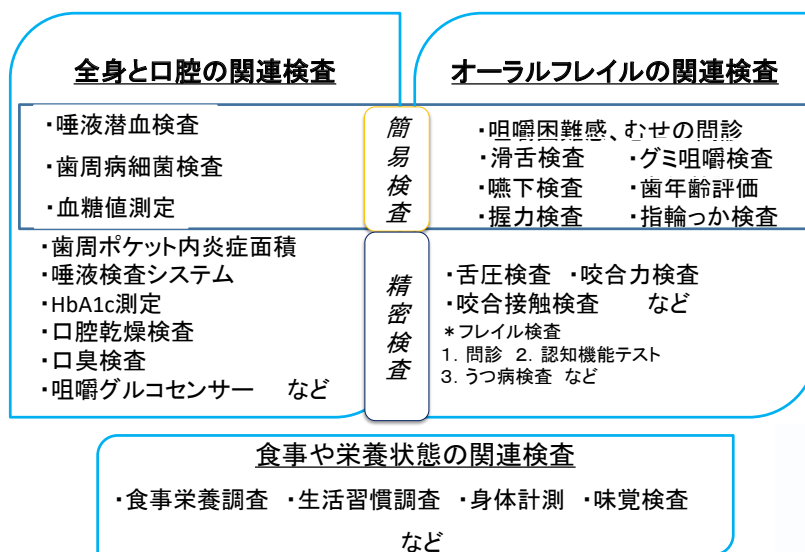 全身と口腔の関連検査
・唾液潜血検査
・歯周病細菌検査
・血糖値測定
・歯周ポケット内炎症面積
・唾液検査システム
・HbA1c測定
・口腔乾燥検査
・口臭検査
・咀嚼グルコセンサー　など
簡易検査
精密検査
オーラルフレイルの関連検査
・咀嚼困難感、むせの問診
・滑舌検査　・グミ咀嚼検査
・嚥下検査　・歯年齢評価
・握力検査　・指輪っか検査
・舌圧検査　・咬合力検査
・咬合接触検査　など
＊フレイル検査
1. 問診　2. 認知機能テスト
3. うつ病検査　など
食事や栄養状態の関連検査
・食事栄養調査　・生活習慣調査　・身体計測　・味覚検査
など